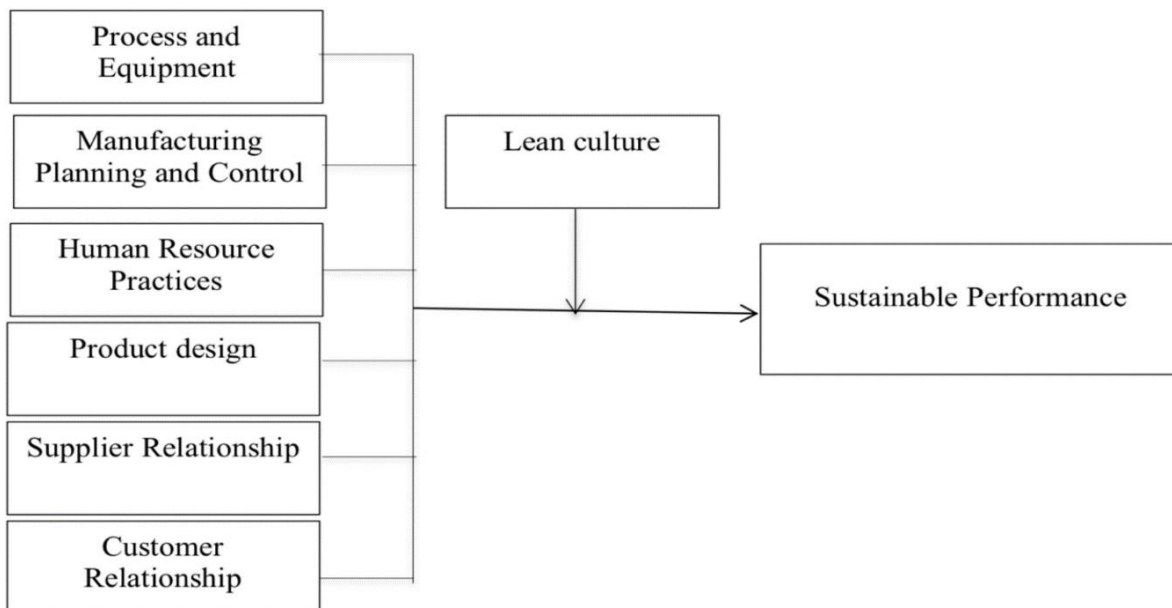 Process and
Equipment
Manufacturing
Planning and Control
Human Resource
Practices
Product design
Supplier Relationship
Customer
Relationship
Lean culture
Sustainable Performance